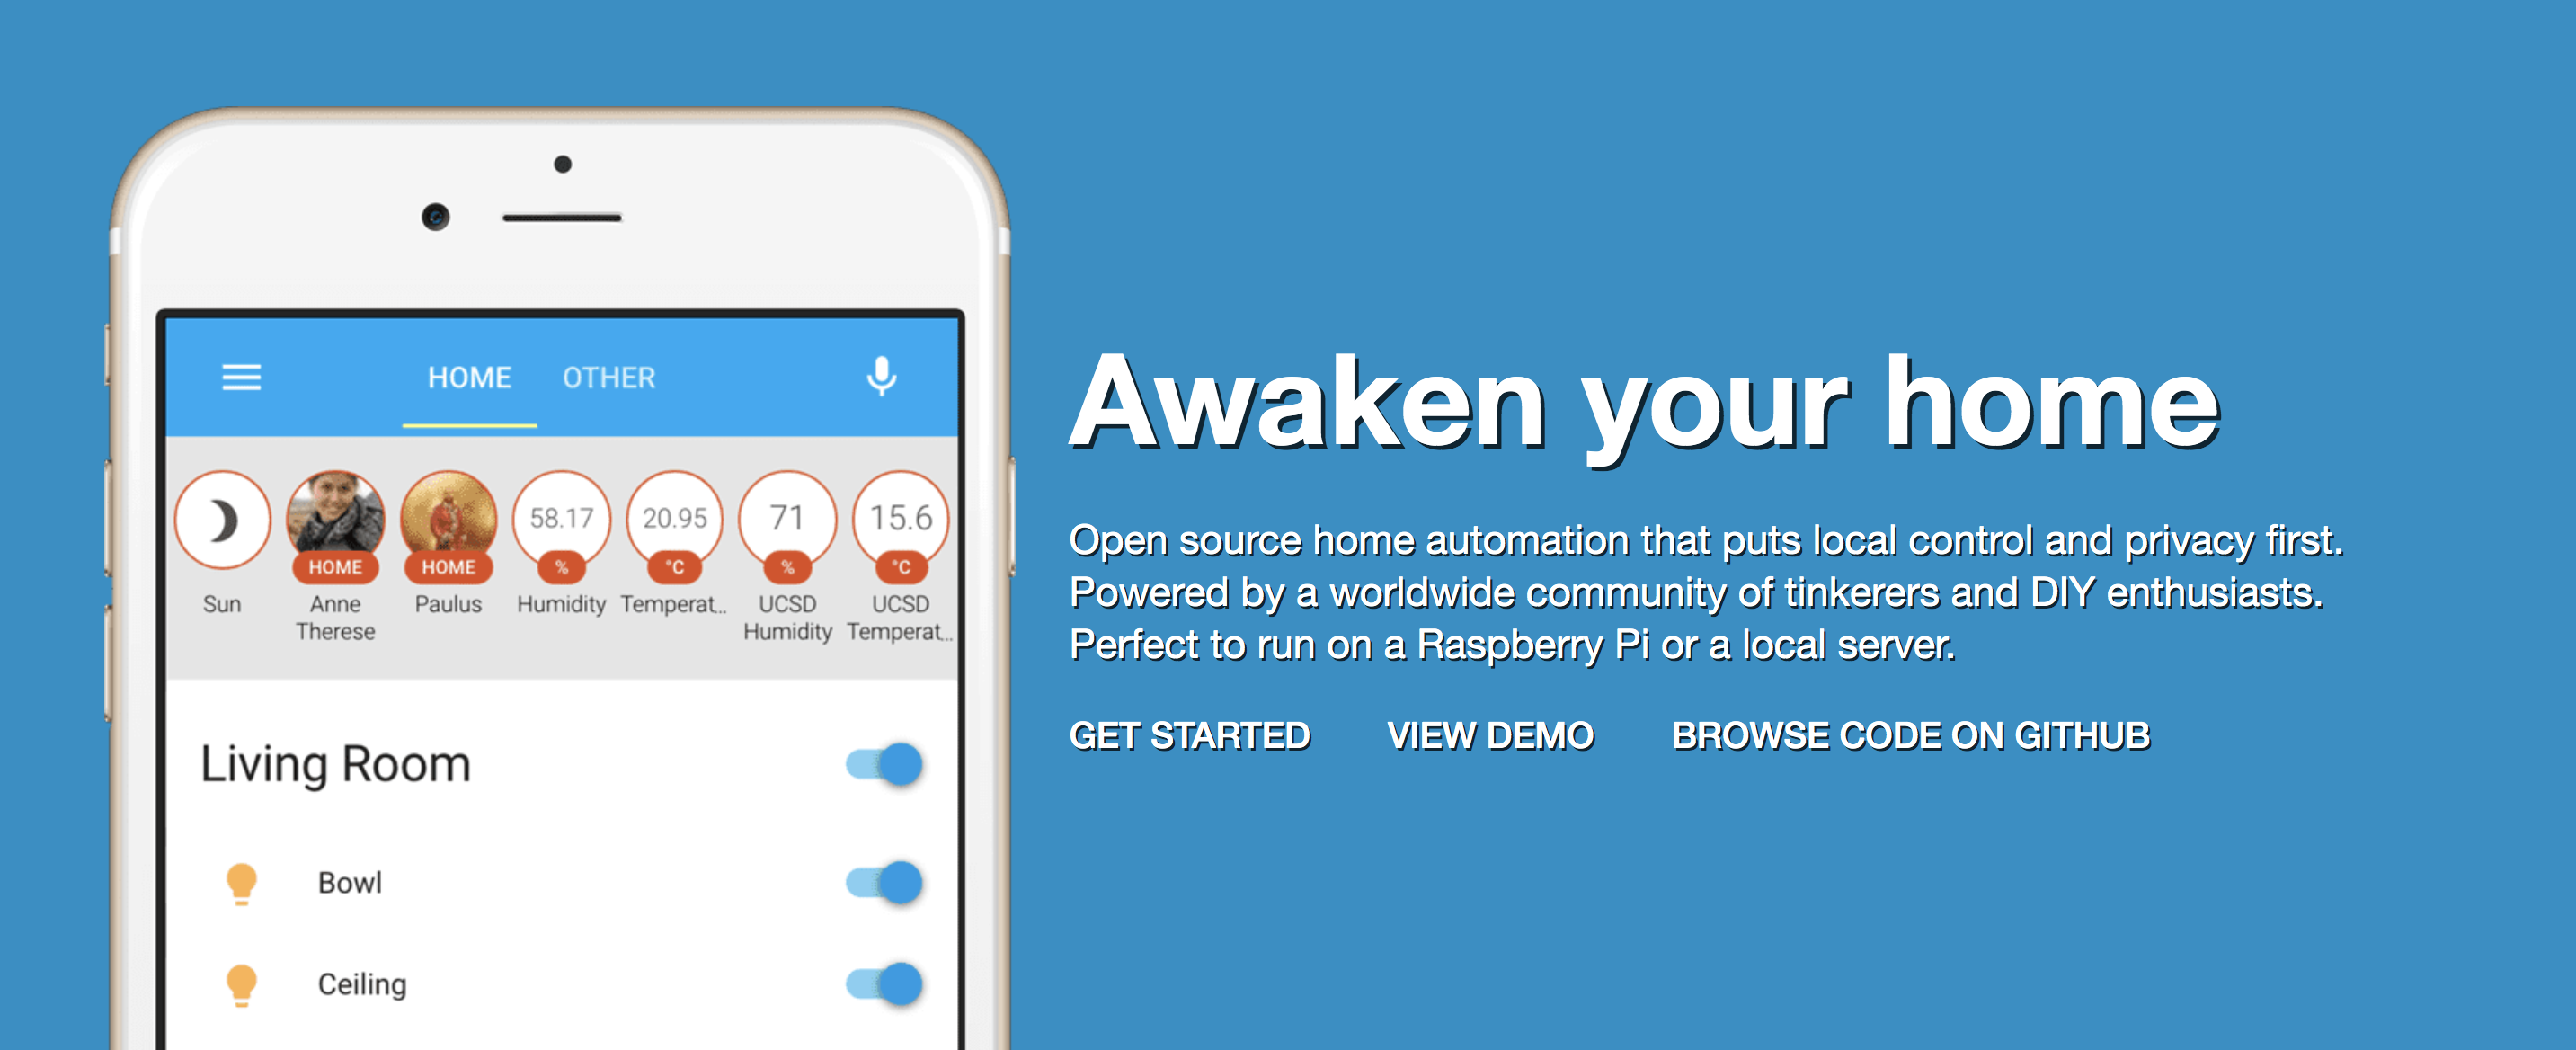 HOME OTHER
58.17 20.95 71 15.6
HOME HOME % °C % °C
Sun Anne Therese Paulus Humidity Temperat... UCSD Humidity UCSD Temperat...
Living Room
Bowl
Ceiling
Awaken your home
Open source home automation that puts local control and privacy first.
Powered by a worldwide community of tinkerers and DIY enthusiasts.
Perfect to run on a Raspberry Pi or a local server.
GET STARTED VIEW DEMO BROWSE CODE ON GITHUB